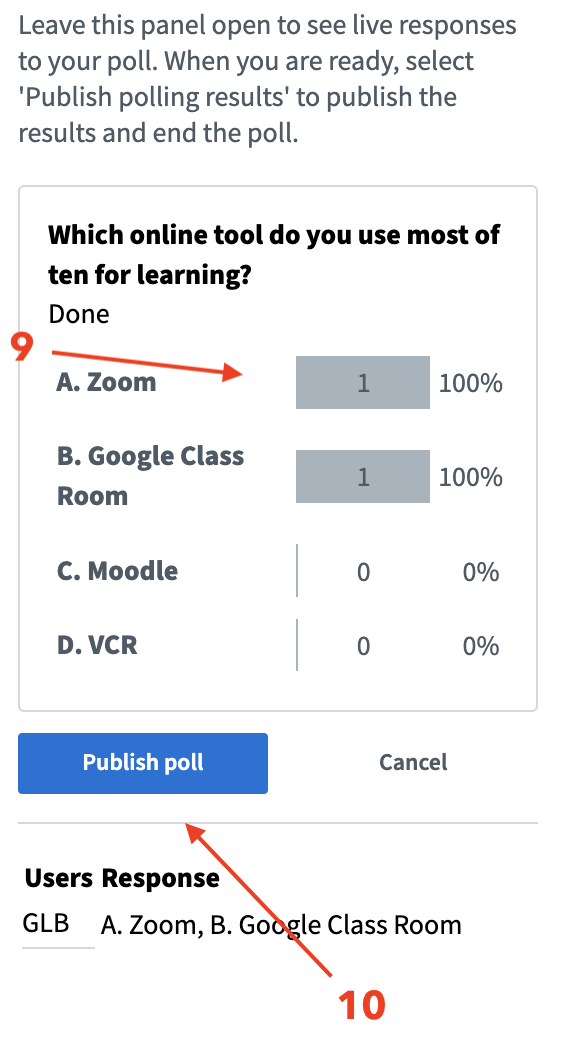 Leave this panel open to see live responses
to your poll. When you are ready, select
'Publish polling results' to publish the
results and end the poll.
Which online tool do you use most of
ten for learning?
Done
9
A. Zoom 1 100%
B. Google Class
Room 1 100%
C. Moodle 0 0%
D. VCR 0 0%
Publish poll Cancel
Users Response
GLB A. Zoom, B. Google Class Room
10